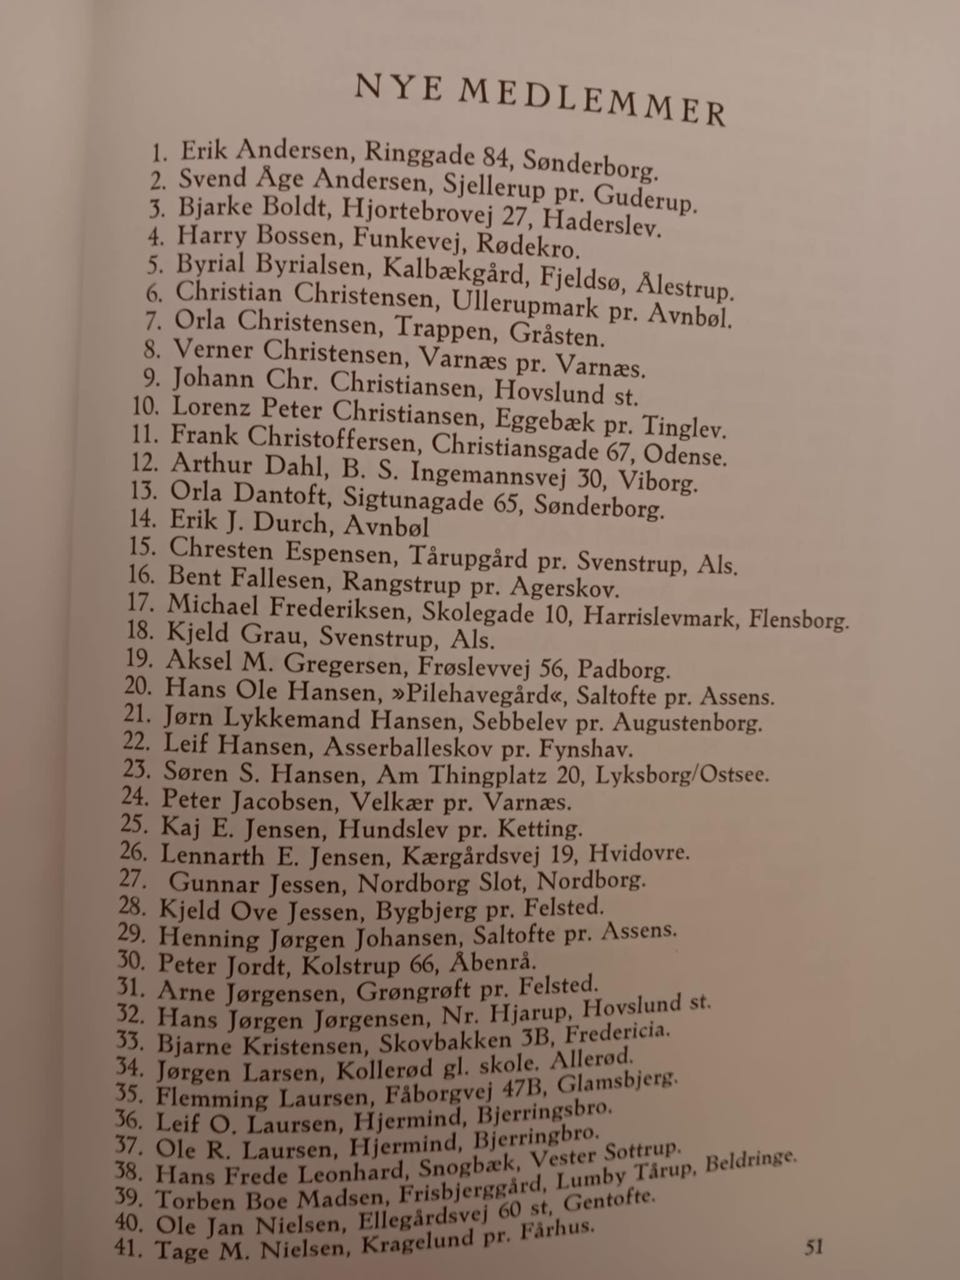 NYE MEDLEMMER
1. Erik Andersen, Ringgade 84, Sønderborg.
2. Svend Åge Andersen, Sjellerup pr. Guderup.
3. Bjarke Boldt, Hjortebrovej 27, Haderslev.
4. Harry Bossen, Funkevej, Rødekro.
5. Byrial Byrialsen, Kalbækgård, Fjeldsø, Ålestrup.
6. Christian Christensen, Ullerupmark pr. Avnbøl.
7. Orla Christensen, Trappen, Gråsten.
8. Verner Christensen, Varnæs pr. Varnæs.
9. Johann Chr. Christiansen, Hovslund st.
10. Lorenz Peter Christiansen, Eggebæk pr. Tinglev.
11. Frank Christoffersen, Christiansgade 67, Odense.
12. Arthur Dahl, B. S. Ingemannsvej 30, Viborg.
13. Orla Dantoft, Sigtunagade 65, Sønderborg.
14. Erik J. Durch, Avnbøl
15. Chresten Espensen, Tårupgård pr. Svenstrup, Als.
16. Bent Fallesen, Rangstrup pr. Agerskov.
17. Michael Frederiksen, Skolegade 10, Harrislevmark, Flensborg.
18. Kjeld Grau, Svenstrup, Als.
19. Aksel M. Gregersen, Frøslevvej 56, Padborg.
20. Hans Ole Hansen, »Pilehavegård«, Saltofte pr. Assens.
21. Jørn Lykkemand Hansen, Sebbelev pr. Augustenborg.
22. Leif Hansen, Asserballeskov pr. Fynshav.
23. Søren S. Hansen, Am Thingplatz 20, Lyksborg/Ostsee.
24. Peter Jacobsen, Velkær pr. Varnæs.
25. Kaj E. Jensen, Hundslev pr. Ketting.
26. Lennarth E. Jensen, Kærgårdsvej 19, Hvidovre.
27. Gunnar Jessen, Nordborg Slot, Nordborg.
28. Kjeld Ove Jessen, Bygbjerg pr. Felsted.
29. Henning Jørgen Johansen, Saltofte pr. Assens.
30. Peter Jordt, Kolstrup 66, Åbenrå.
31. Arne Jørgensen, Grøngrøft pr. Felsted.
32. Hans Jørgen Jørgensen, Nr. Hjarup, Hovslund st.
33. Bjarne Kristensen, Skovbakken 3B, Fredericia.
34. Jørgen Larsen, Kollerød gl. skole. Allerød.
35. Flemming Laursen, Fåborgvej 47B, Glamsbjerg.
36. Leif O. Laursen, Hjermind, Bjerringsbro.
37. Ole R. Laursen, Hjermind, Bjerringbro.
38. Hans Frede Leonhard, Snogbæk, Vester Sottrup.
39. Torben Boe Madsen, Frisbjerggård, Lumby Tårup, Beldringe.
40. Ole Jan Nielsen, Ellegårdsvej 60 st, Gentofte.
41. Tage M. Nielsen, Kragelund pr. Fårhus.
51